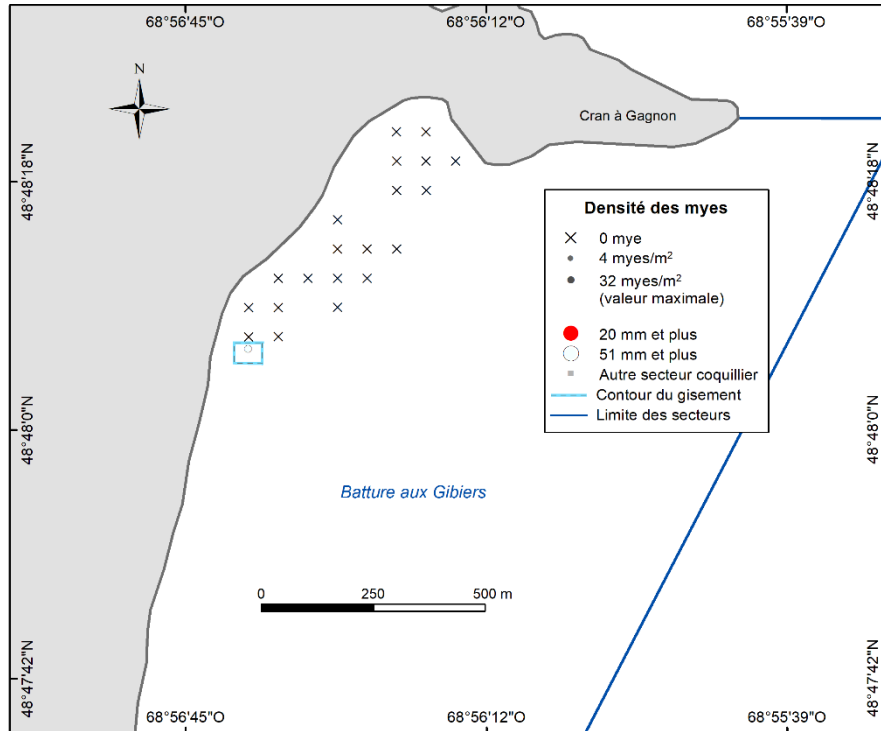 68°56'45"O 68°56'12"O 68°55'39"O
N
Cran à Gagnon
48°48'18"N 48°48'18"N
Densité des myes
0 mye
4 myes/m²
32 myes/m²
(valeur maximale)
20 mm et plus
51 mm et plus
Autre secteur coquillier
Contour du gisement
Limite des secteurs
48°48'0"N 48°48'0"N
Batture aux Gibiers
0 250 500 m
48°47'42"N 48°47'42"N
68°56'45"O 68°56'12"O 68°55'39"O